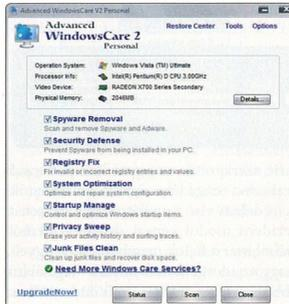 Advanced WindowsCare V2 Personal
Advanced
WindowsCare 2
Personal
Restore Center Tools Options
Operation System: Windows Vista (TM) Ultimate
Processor Info: Intel(R) Pentium(R) D CPU 3.00GHz
Video Device: RADEON X700 Series Secondary
Physical Memory: 2046MB
Details...
Spyware Removal
Scan and remove Spyware and Adware.
Security Defense
Prevent Spyware from being installed in your PC.
Registry Fix
Fix invalid or incorrect registry entries and values.
System Optimization
Optimize and repair system configuration.
Startup Manage
Control and optimize Windows startup items.
Privacy Sweep
Erase your activity history and surfing traces.
Junk Files Clean
Clean up junk files and recover disk space.
Need More Windows Care Services?
UpgradeNow! Status Scan Close